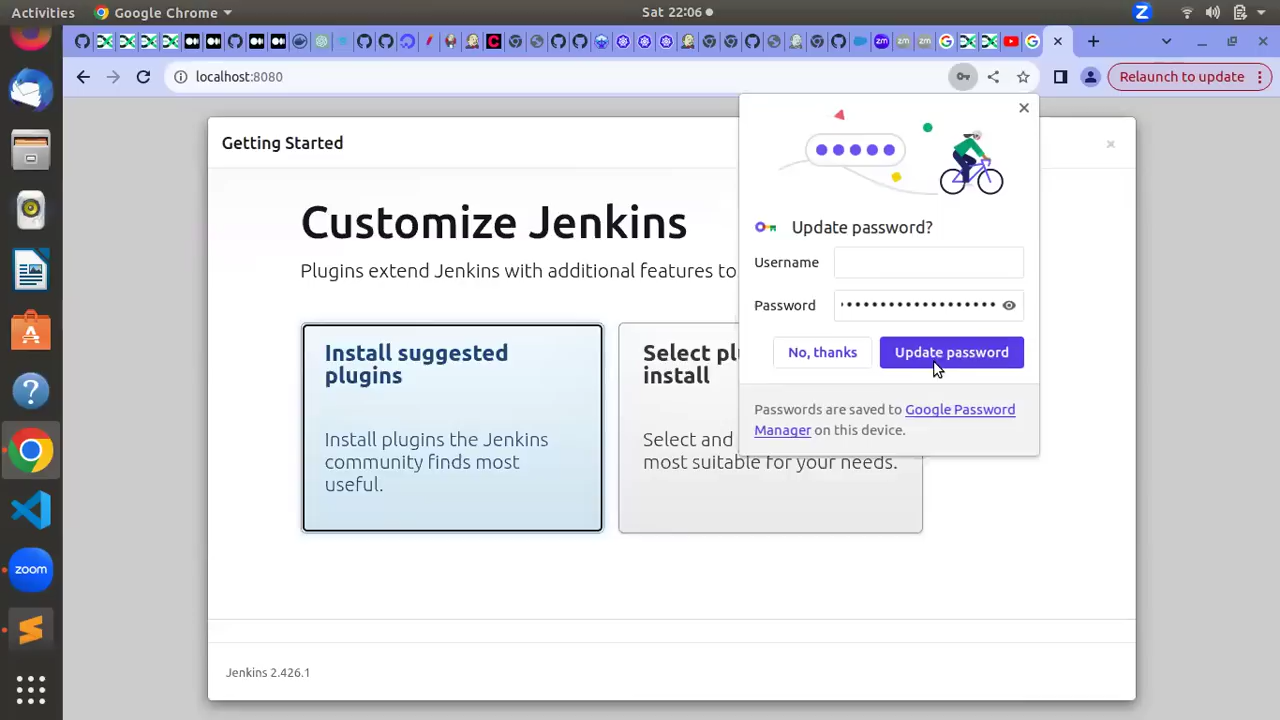 Activities
Google Chrome
Sat 22:06
localhost:8080
Relaunch to update
Getting Started
Customize Jenkins
Plugins extend Jenkins with additional features to
Install suggested
plugins
Install plugins the Jenkins
community finds most
useful.
Select
install
Select and
most suitable for your needs.
Update password?
Username
Password
No, thanks
Update password
Passwords are saved to Google Password
Manager on this device.
Jenkins 2.426.1
zoom